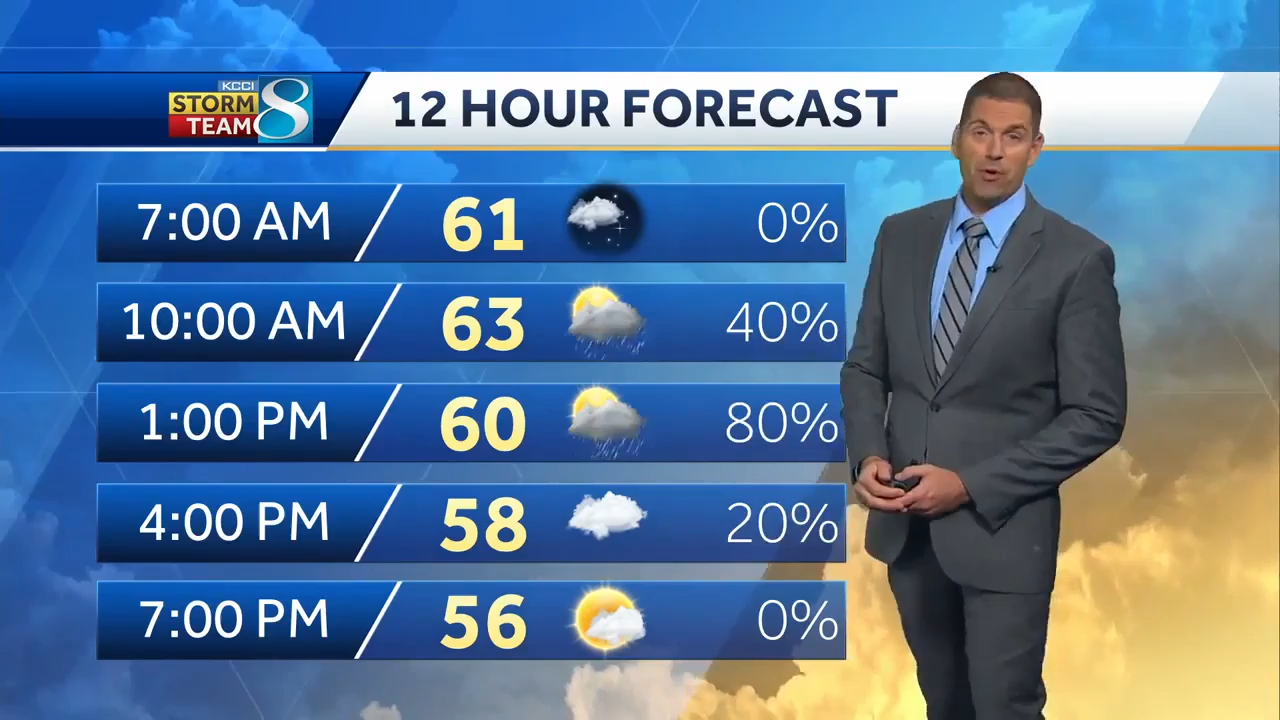 KCCI
STORM
TEAM 8
12 HOUR FORECAST
7:00 AM 61 0%
10:00 AM 63 40%
1:00 PM 60 80%
4:00 PM 58 20%
7:00 PM 56 0%